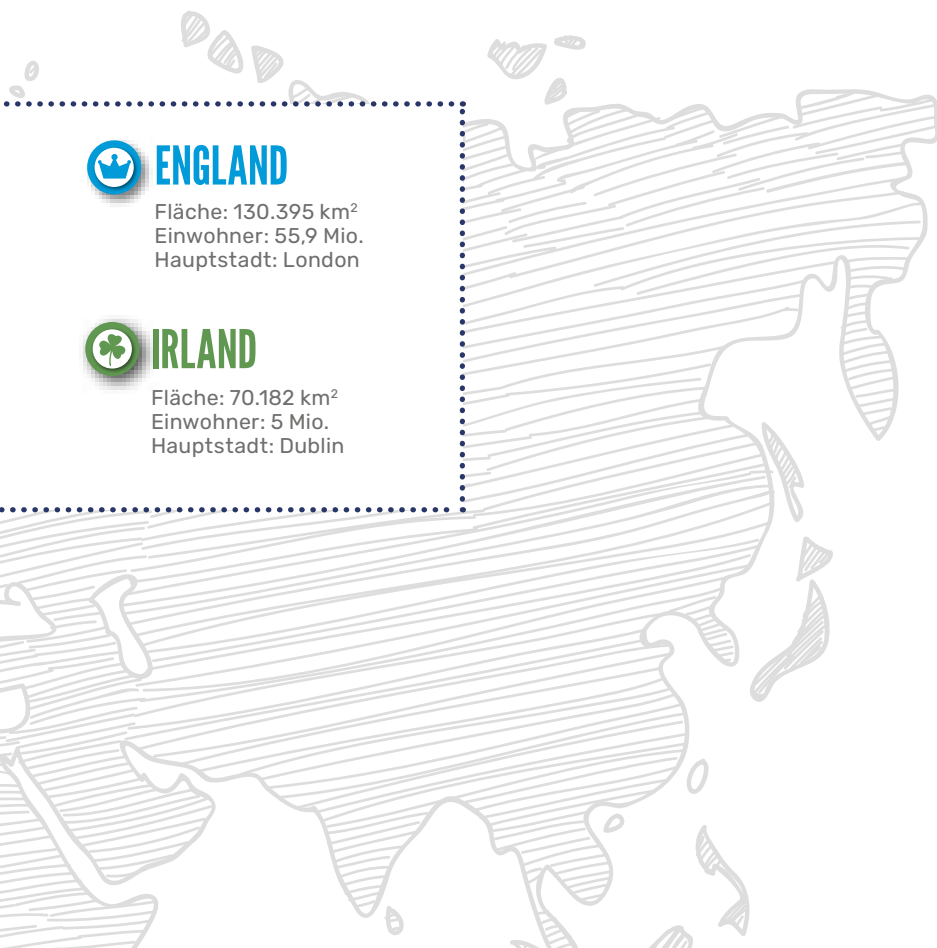 ENGLAND
Fläche: 130.395 km²
Einwohner: 55,9 Mio.
Hauptstadt: London
IRLAND
Fläche: 70.182 km²
Einwohner: 5 Mio.
Hauptstadt: Dublin